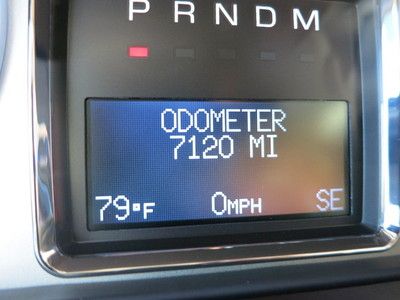 P R N D M
ODOMETER
7120 MI
79°F 0MPH SE